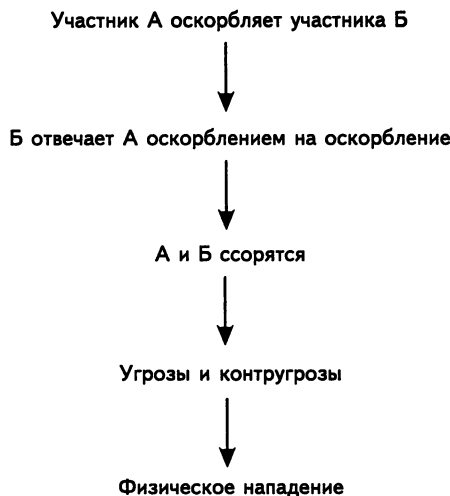 Участник А оскорбляет участника Б
Б отвечает А оскорблением на оскорбление
А и Б ссорятся
Угрозы и контругрозы
Физическое нападение